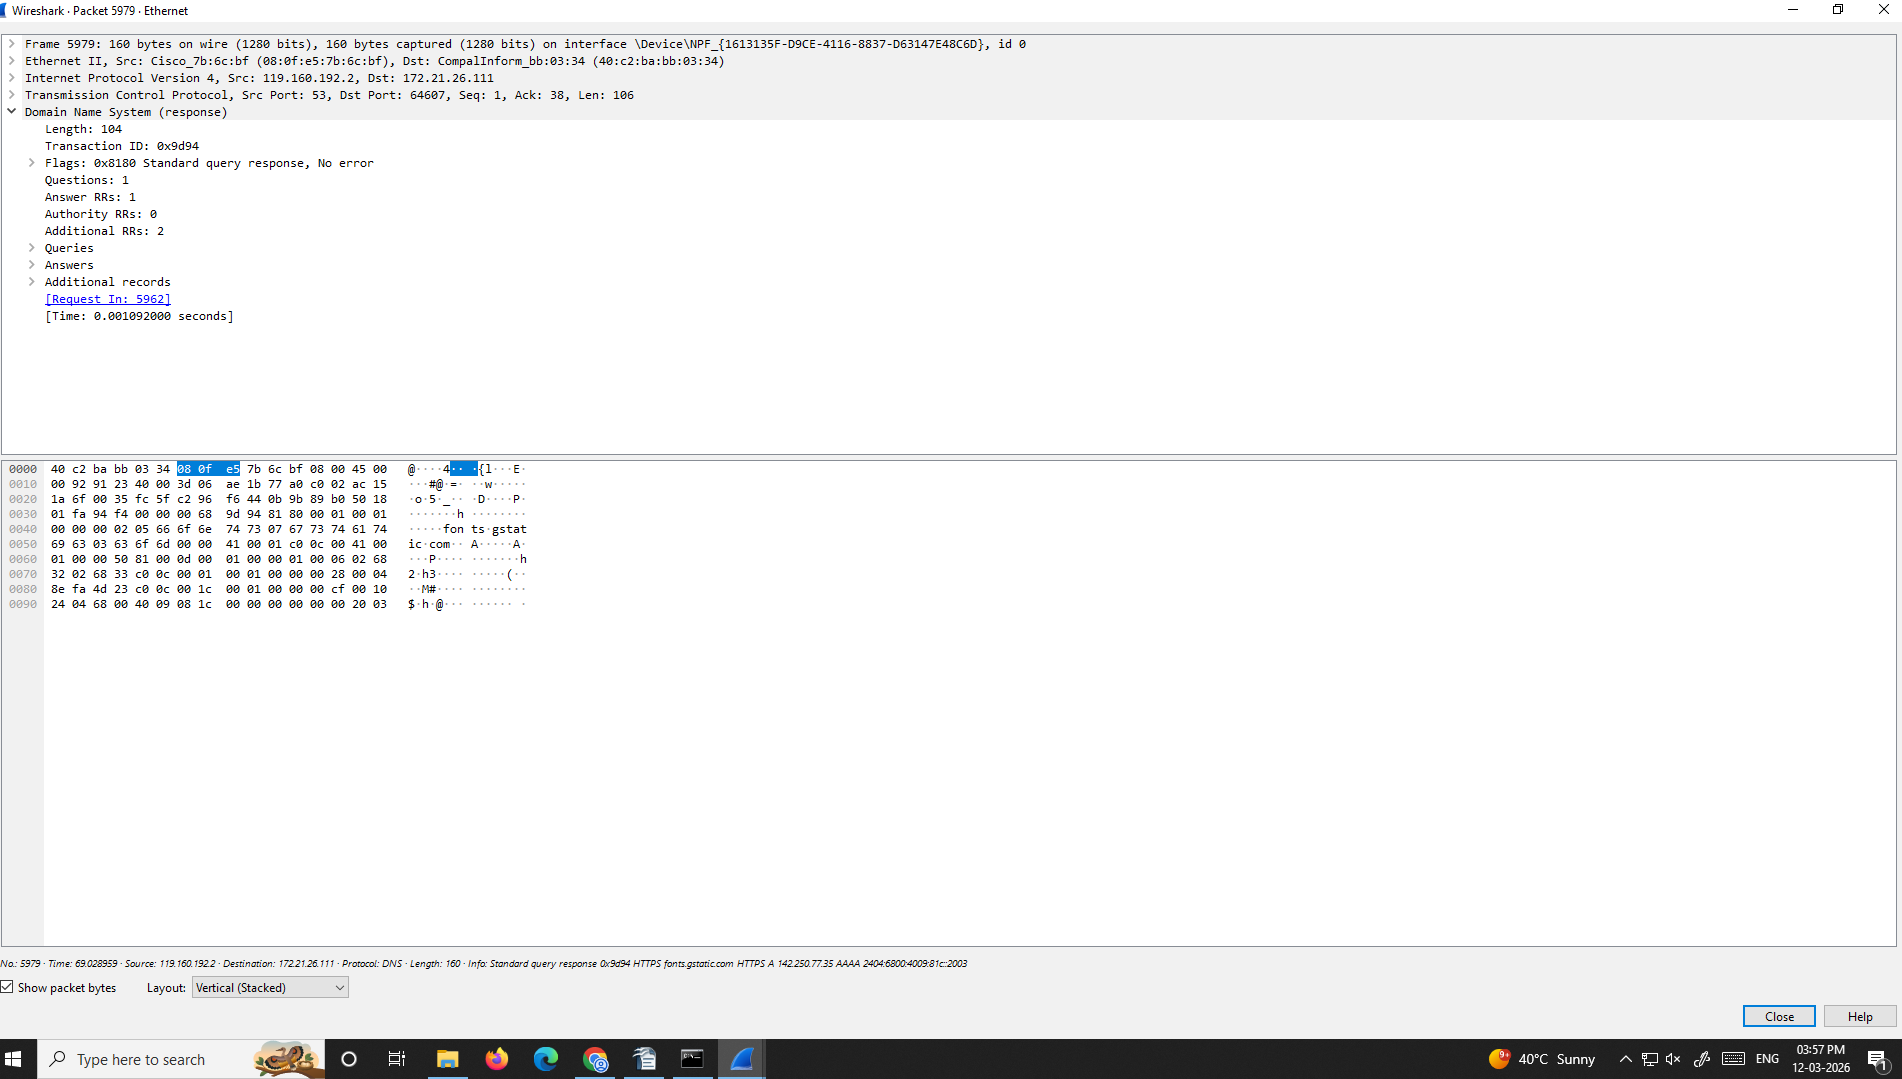 Wireshark · Packet 5979 · Ethernet
Frame 5979: 160 bytes on wire (1280 bits), 160 bytes captured (1280 bits) on interface \Device\NPF_{1613135F-D9CE-4116-8837-D63147E48C6D}, id 0
Ethernet II, Src: Cisco_7b:6c:bf (08:0f:e5:7b:6c:bf), Dst: CompalInform_bb:03:34 (40:c2:ba:bb:03:34)
Internet Protocol Version 4, Src: 119.160.192.2, Dst: 172.21.26.111
Transmission Control Protocol, Src Port: 53, Dst Port: 64607, Seq: 1, Ack: 38, Len: 106
Domain Name System (response)
Length: 104
Transaction ID: 0x9d94
Flags: 0x8180 Standard query response, No error
Questions: 1
Answer RRs: 1
Authority RRs: 0
Additional RRs: 2
Queries
Answers
Additional records
[Request In: 5962]
[Time: 0.001092000 seconds]
0000 40 c2 ba bb 03 34 08 0f e5 7b 6c bf 08 00 45 00 @····4·· ·{l···E·
0010 00 92 91 23 40 00 3d 06 ae 1b 77 a0 c0 02 ac 15 ···#@·=· ··w·····
0020 1a 6f 00 35 fc 5f c2 96 f6 44 0b 9b 89 b0 50 18 ·o·5·_·· ·D····P·
0030 01 fa 94 f4 00 00 00 68 9d 94 81 80 00 01 00 01 ·······h ········
0040 00 00 00 02 05 66 6f 6e 74 73 07 67 73 74 61 74 ·····fon ts·gstat
0050 69 63 03 63 6f 6d 00 00 41 00 01 c0 0c 00 41 00 ic·com·· A·····A·
0060 01 00 00 50 81 00 0d 00 01 00 00 01 00 06 02 68 ···P···· ·······h
0070 32 02 68 33 c0 0c 00 01 00 01 00 00 00 28 00 04 2·h3···· ·····(··
0080 8e fa 4d 23 c0 0c 00 1c 00 01 00 00 00 cf 00 10 ··M#···· ········
0090 24 04 68 00 40 09 08 1c 00 00 00 00 00 00 20 03 $·h·@··· ······ ·
No.: 5979 · Time: 69.028959 · Source: 119.160.192.2 · Destination: 172.21.26.111 · Protocol: DNS · Length: 160 · Info: Standard query response 0x9d94 HTTPS fonts.gstatic.com HTTPS A 142.250.77.35 AAAA 2404:6800:4009:81c::2003
Show packet bytes Layout: Vertical (Stacked)
Close Help
Type here to search 9+ 40°C Sunny ENG 03:57 PM 1
12-03-2026